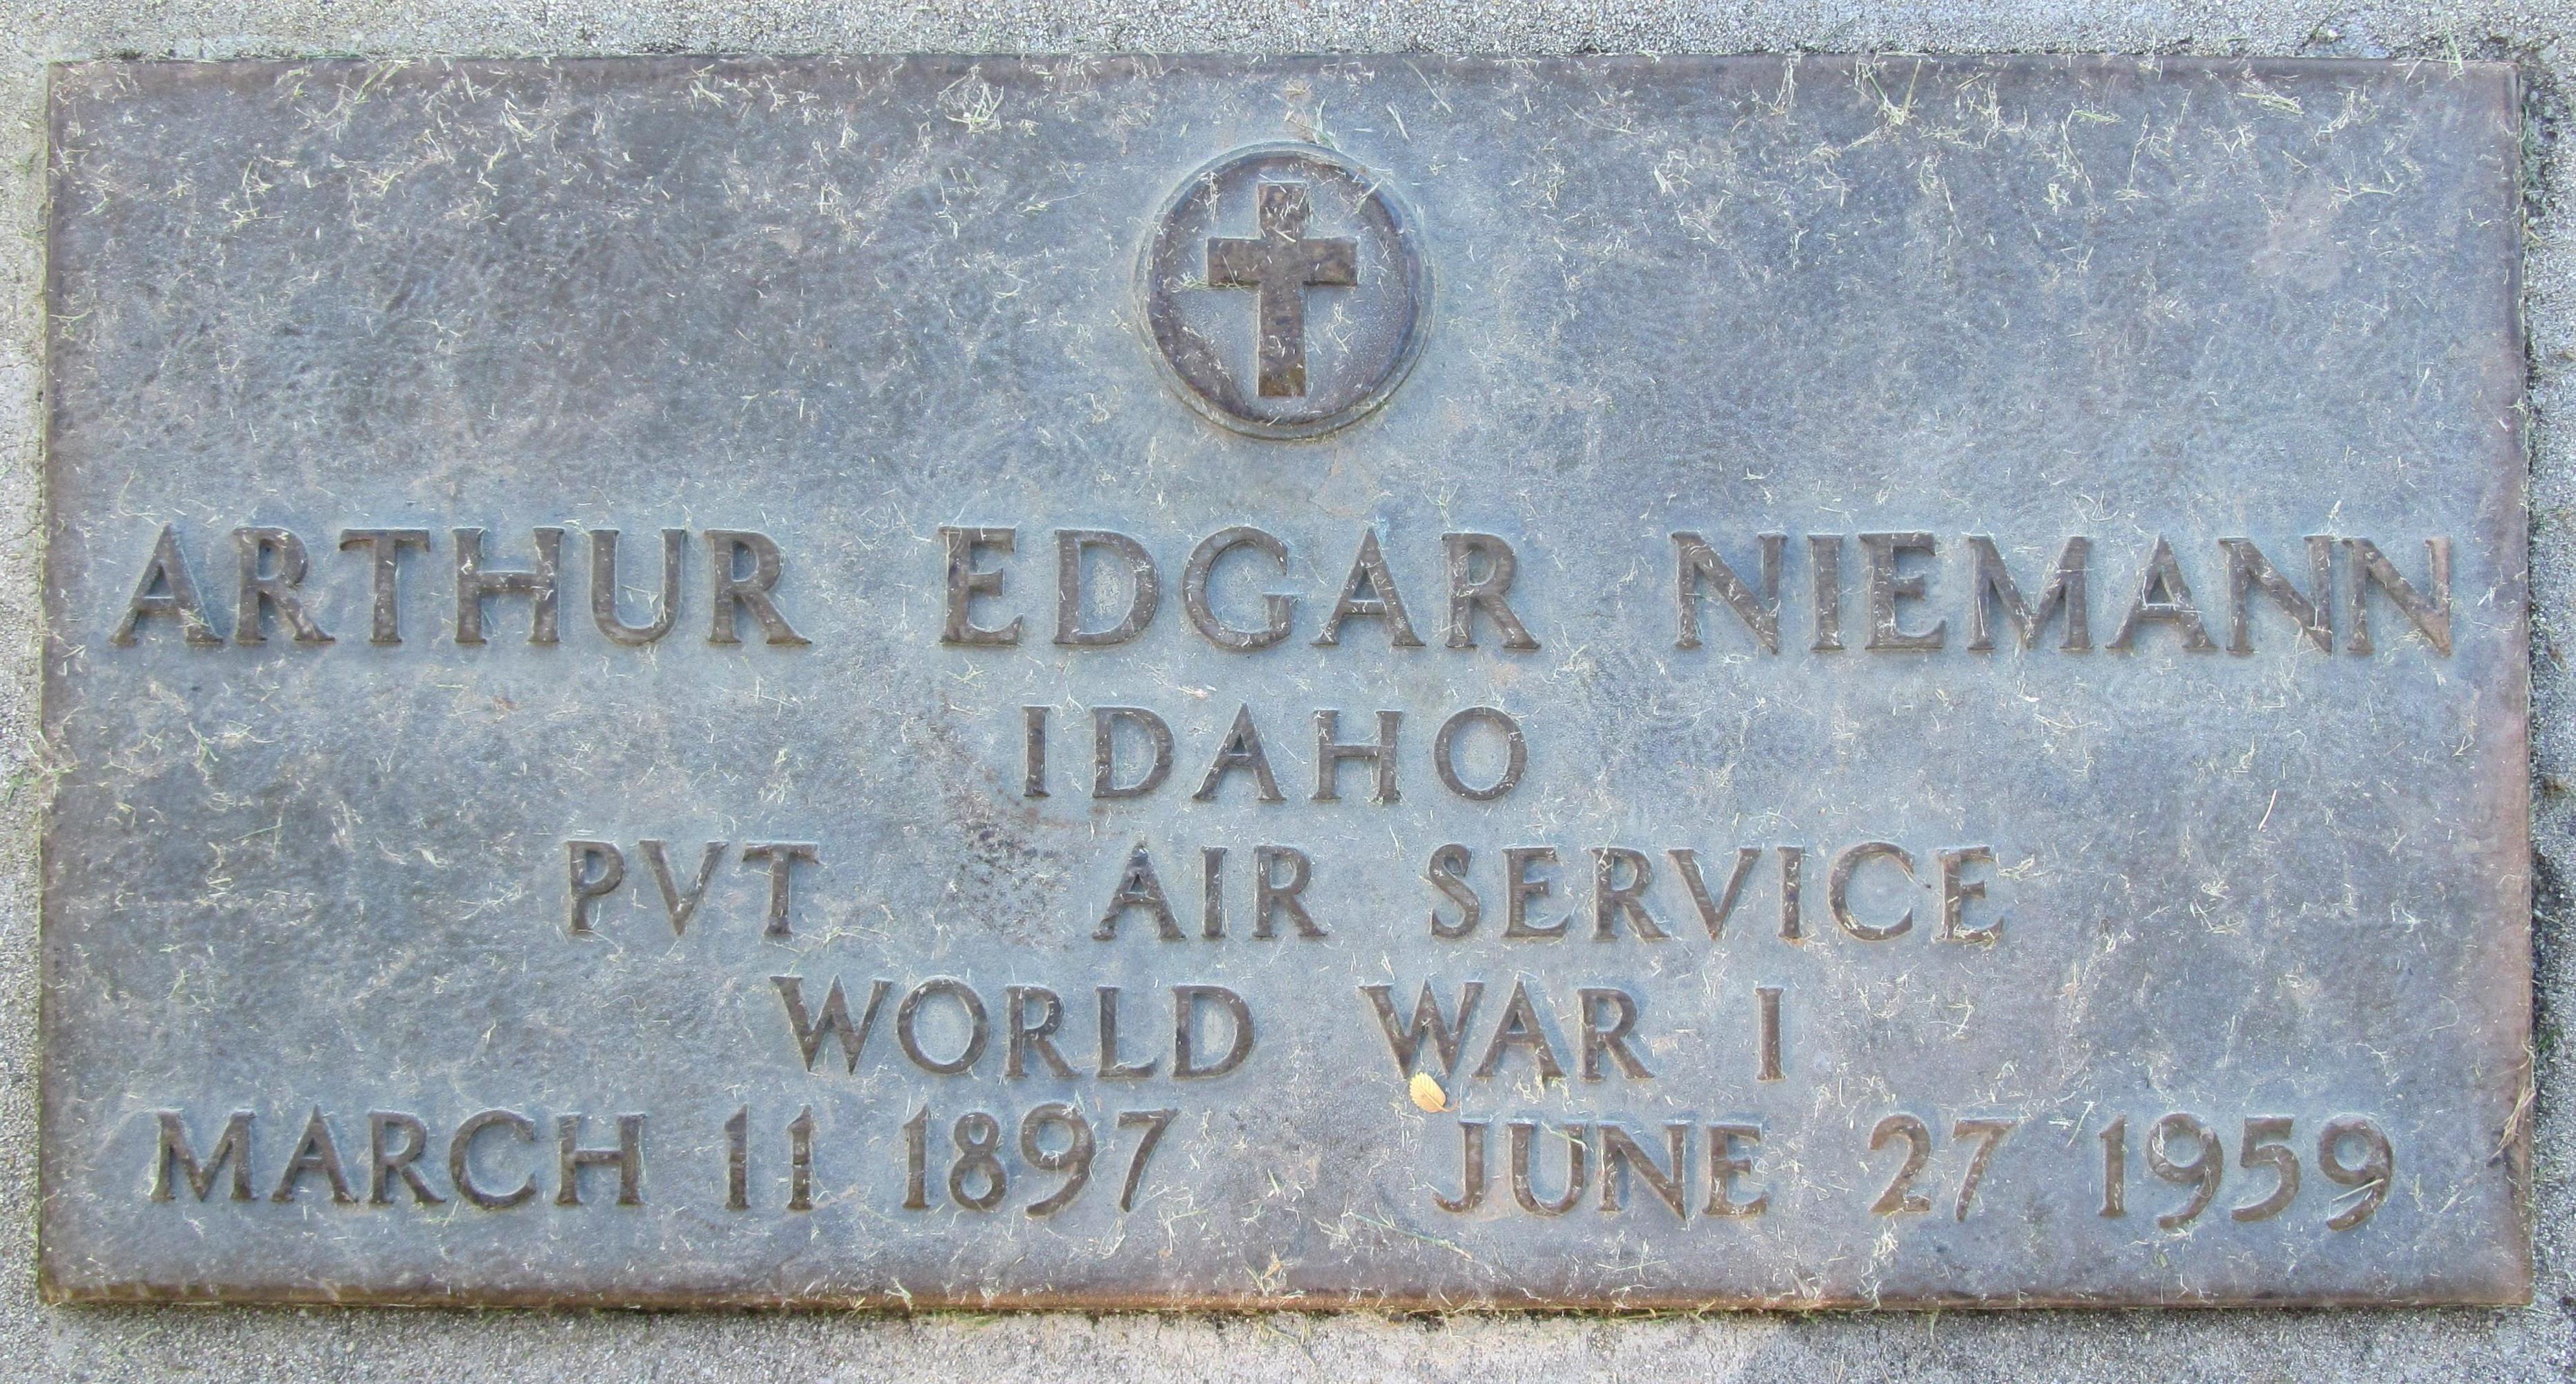 ARTHUR EDGAR NIEMANN
IDAHO
PVT AIR SERVICE
WORLD WAR I
MARCH 11 1897 JUNE 27 1959